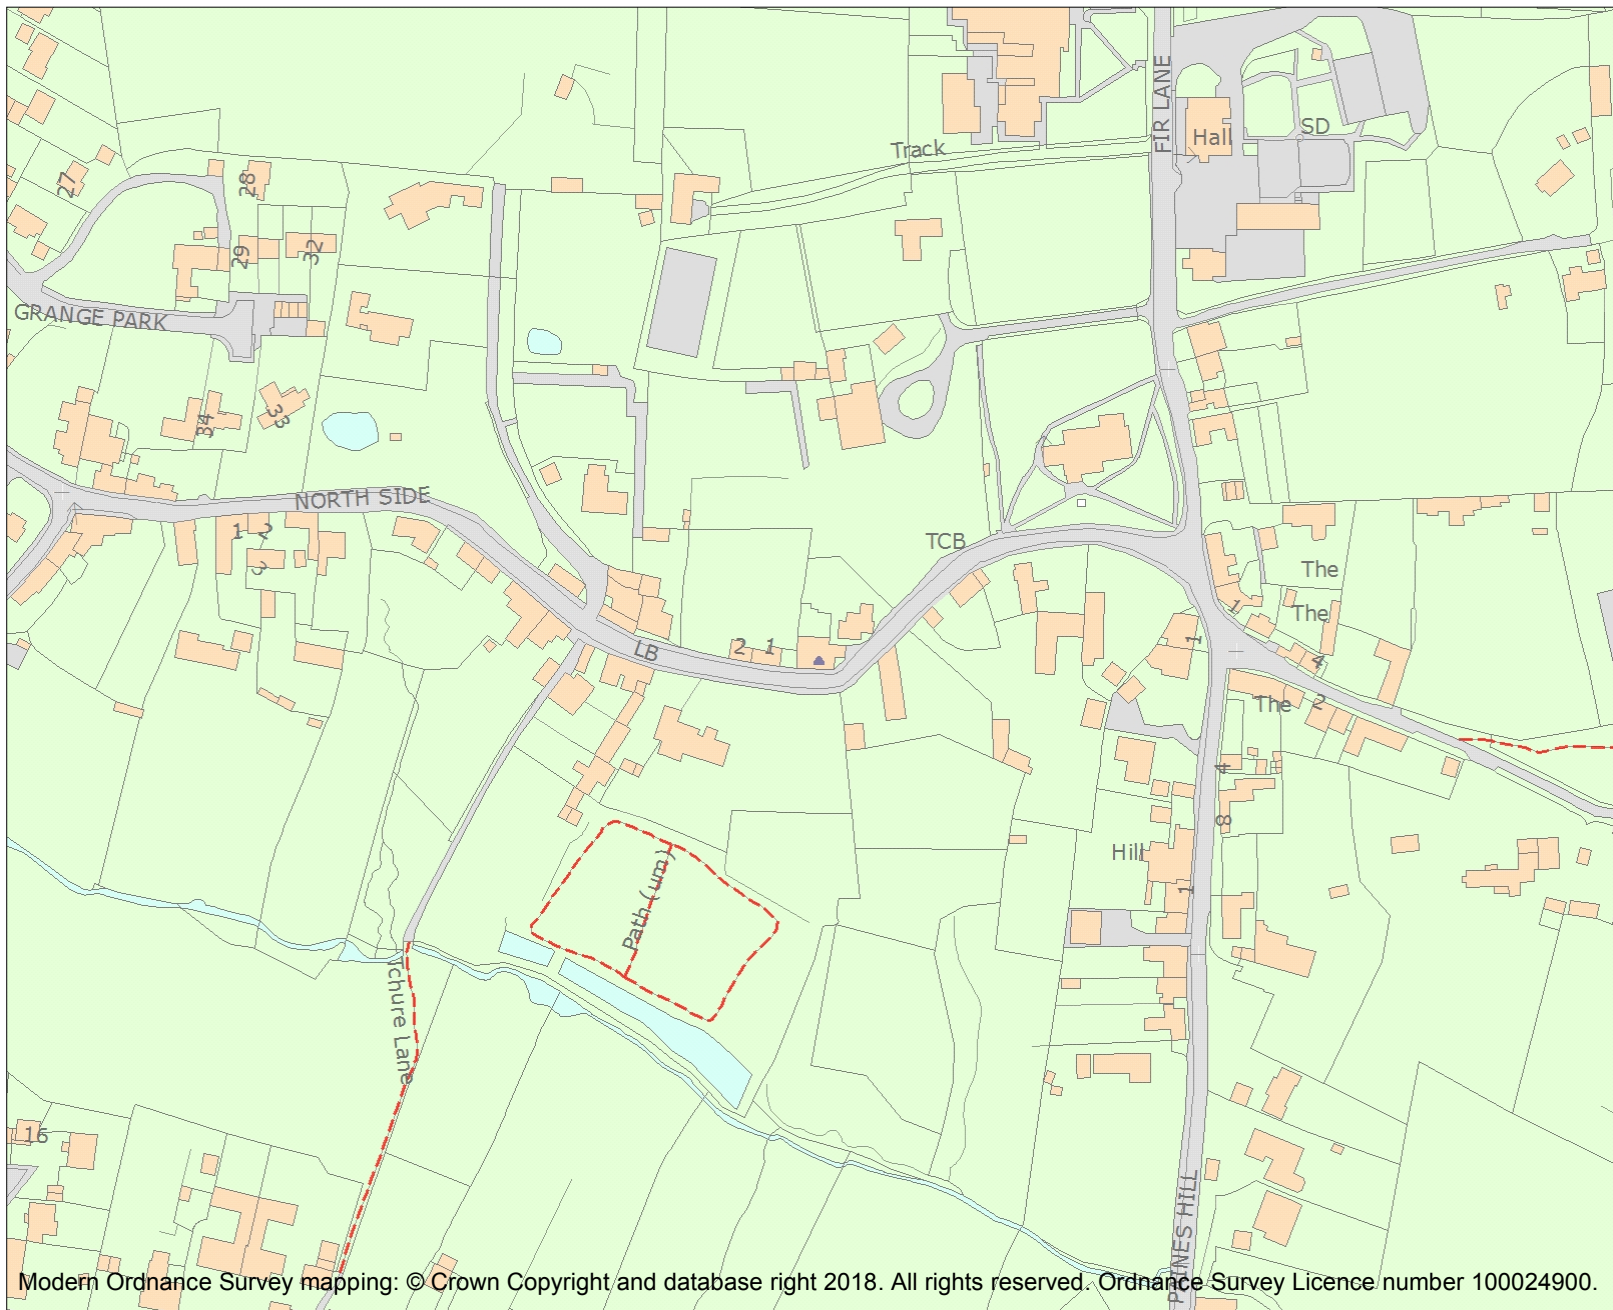 FIR LANE
Hall
SD
Track
27
28
29
32
GRANGE PARK
34
33
NORTH SIDE
1
2
3
TCB
The
The
1
1
LB
2
1
4
The
2
4
8
Hill
1
Path (um)
Tchure Lane
16
PAINES HILL
Modern Ordnance Survey mapping: © Crown Copyright and database right 2018. All rights reserved. Ordnance Survey Licence number 100024900.